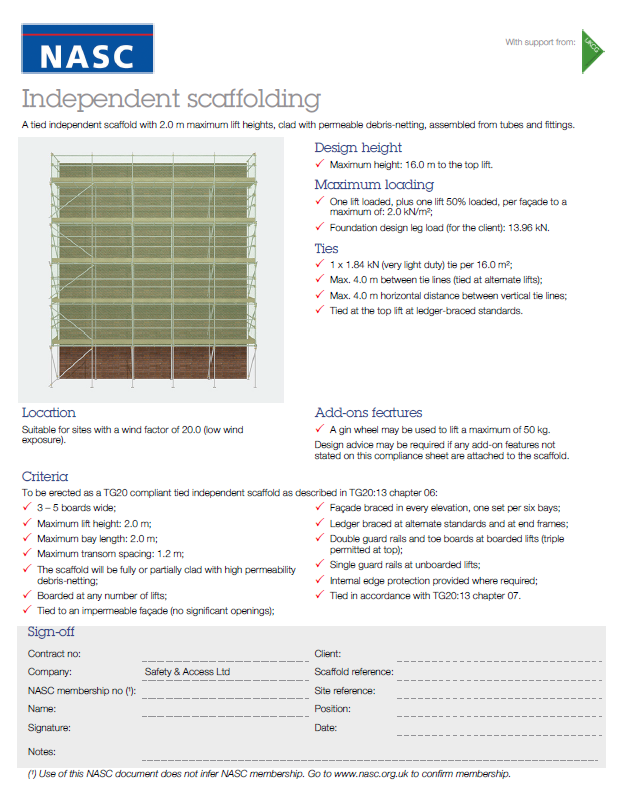 NASC
With support from:
UKCG
Independent scaffolding
A tied independent scaffold with 2.0 m maximum lift heights, clad with permeable debris-netting, assembled from tubes and fittings.
Design height
✓ Maximum height: 16.0 m to the top lift.
Maximum loading
✓ One lift loaded, plus one lift 50% loaded, per façade to a
maximum of: 2.0 kN/m²;
✓ Foundation design leg load (for the client): 13.96 kN.
Ties
✓ 1 x 1.84 kN (very light duty) tie per 16.0 m²;
✓ Max. 4.0 m between tie lines (tied at alternate lifts);
✓ Max. 4.0 m horizontal distance between vertical tie lines;
✓ Tied at the top lift at ledger-braced standards.
Location
Suitable for sites with a wind factor of 20.0 (low wind
exposure).
Add-ons features
✓ A gin wheel may be used to lift a maximum of 50 kg.
Design advice may be required if any add-on features not
stated on this compliance sheet are attached to the scaffold.
Criteria
To be erected as a TG20 compliant tied independent scaffold as described in TG20:13 chapter 06:
✓ 3 – 5 boards wide;
✓ Maximum lift height: 2.0 m;
✓ Maximum bay length: 2.0 m;
✓ Maximum transom spacing: 1.2 m;
✓ The scaffold will be fully or partially clad with high permeability
debris-netting;
✓ Boarded at any number of lifts;
✓ Tied to an impermeable façade (no significant openings);
✓ Façade braced in every elevation, one set per six bays;
✓ Ledger braced at alternate standards and at end frames;
✓ Double guard rails and toe boards at boarded lifts (triple
permitted at top);
✓ Single guard rails at unboarded lifts;
✓ Internal edge protection provided where required;
✓ Tied in accordance with TG20:13 chapter 07.
Sign-off
Contract no:
Client:
Company: Safety & Access Ltd
Scaffold reference:
NASC membership no (¹):
Site reference:
Name:
Position:
Signature:
Date:
Notes:
(¹) Use of this NASC document does not infer NASC membership. Go to www.nasc.org.uk to confirm membership.